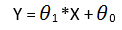 Y = θ₁ *X + θ₀